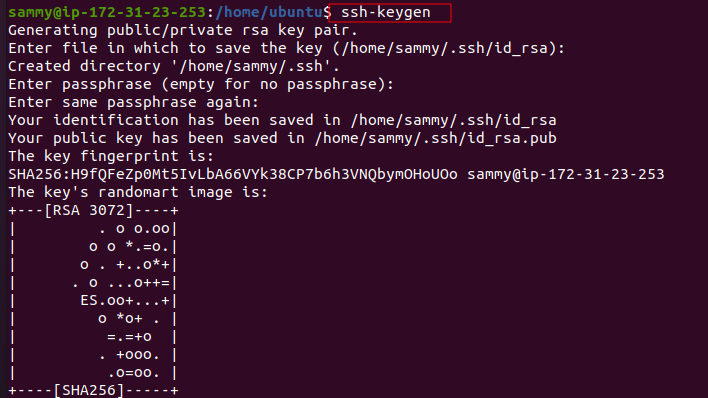 sammy@ip-172-31-23-253:/home/ubuntu$ ssh-keygen
Generating public/private rsa key pair.
Enter file in which to save the key (/home/sammy/.ssh/id_rsa):
Created directory '/home/sammy/.ssh'.
Enter passphrase (empty for no passphrase):
Enter same passphrase again:
Your identification has been saved in /home/sammy/.ssh/id_rsa
Your public key has been saved in /home/sammy/.ssh/id_rsa.pub
The key fingerprint is:
SHA256:H9fQFeZp0Mt5IvLbA66VYk38CP7b6h3VNQbymOHoUOo sammy@ip-172-31-23-253
The key's randomart image is:
+---[RSA 3072]----+
|          . o o.oo|
|         o o *.=o.|
|        o . +..o*+|
|       . o ...o++=|
|        ES.oo+...+|
|          o *o+ . |
|           =.=+o  |
|          . +ooo. |
|           .o=oo. |
+----[SHA256]-----+